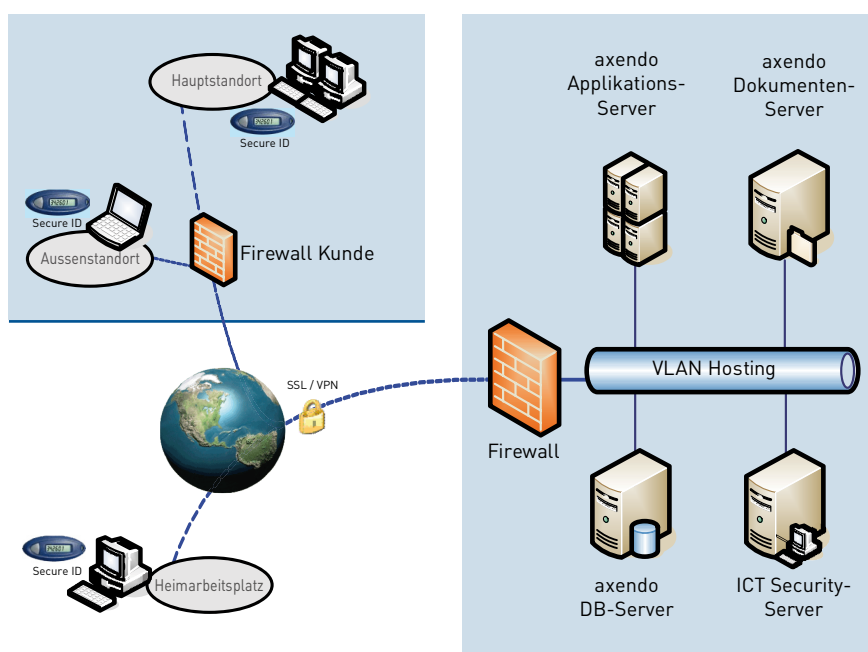 Hauptstandort
Secure ID
Secure ID
Aussenstandort
Firewall Kunde
SSL / VPN
Secure ID
Heimarbeitsplatz
axendo
Applikations-
Server
axendo
Dokumenten-
Server
VLAN Hosting
Firewall
axendo
DB-Server
ICT Security-
Server